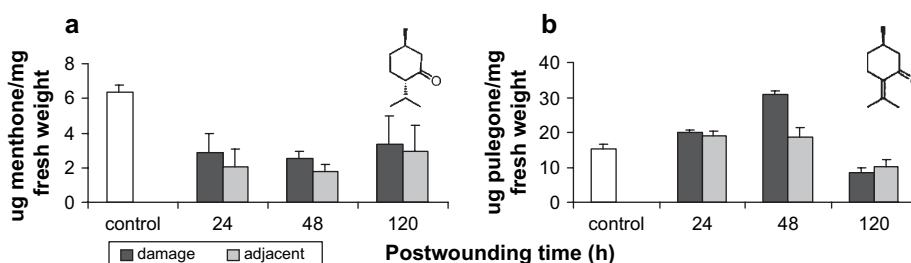 a
ug menthone/mg
fresh weight
8
6
4
2
0
control 24 48 120
O
b
ug pulegone/mg
fresh weight
40
30
20
10
0
control 24 48 120
damage adjacent
Postwounding time (h)